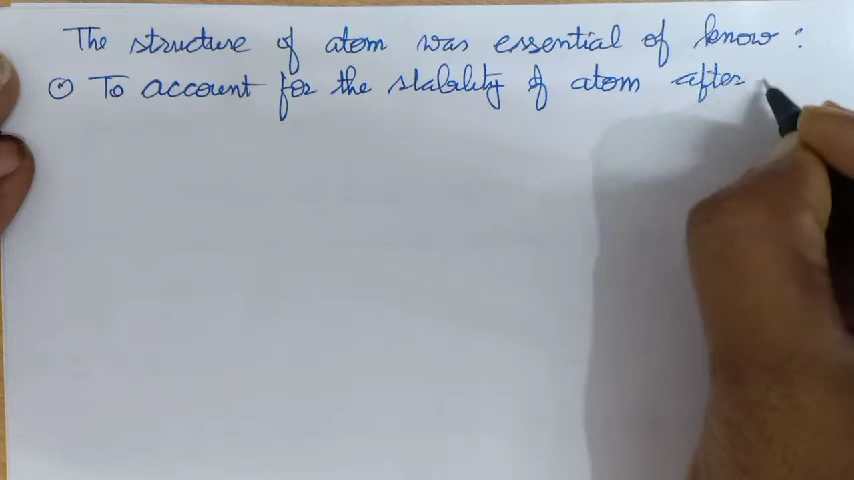 The structure of atom was essential of know :
⊙ To account for the stability of atom after